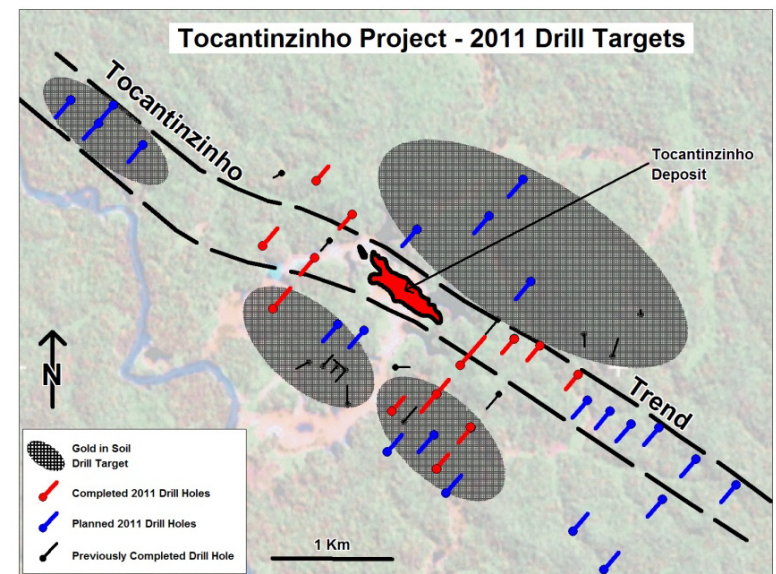 Tocantinzinho Project - 2011 Drill Targets
Tocantinzinho
Tocantinzinho
Deposit
Trend
N
Gold in Soil
Drill Target
Completed 2011 Drill Holes
Planned 2011 Drill Holes
Previously Completed Drill Hole
1 Km